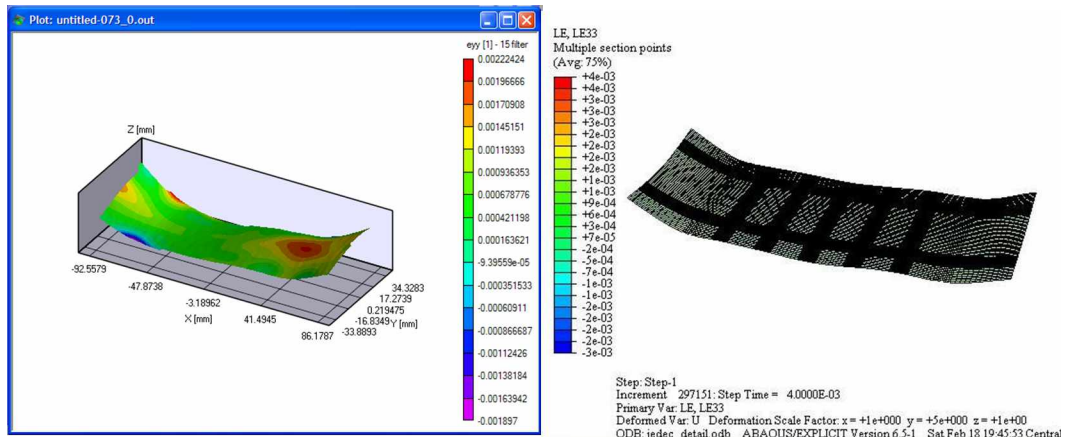 Plot: untitled-073_0.out
eyy [1] - 15 filter
0.00222424
0.00196666
0.00170908
0.00145151
0.00119393
0.000936353
0.000678776
0.000421198
0.000163621
-9.39559e-05
-0.000351533
-0.00060911
-0.000866687
-0.00112426
-0.00138184
-0.00163942
-0.001897
Z [mm]
-92.5579
-47.8738
-3.18962
X [mm]
41.4945
86.1787
34.3283
17.2739
0.219475
-16.8349
Y [mm]
-33.8893
LE, LE33
Multiple section points
(Avg: 75%)
+4e-03
+4e-03
+3e-03
+3e-03
+3e-03
+2e-03
+2e-03
+2e-03
+2e-03
+1e-03
+1e-03
+9e-04
+6e-04
+3e-04
+7e-05
-2e-04
-5e-04
-7e-04
-1e-03
-1e-03
-2e-03
-2e-03
-2e-03
-2e-03
-3e-03
Step: Step-1
Increment 297151: Step Time = 4.0000E-03
Primary Var: LE, LE33
Deformed Var: U Deformation Scale Factor: x = +1e+000 y = +5e+000 z = +1e+00
ODB: jedec_detail.odb ABAQUS/EXPLICIT Version 6.5-1 Sat Feb 18 19:45:53 Central